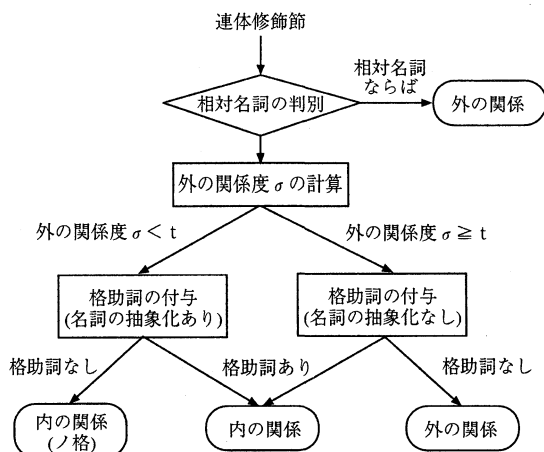 連体修飾節
相対名詞
ならば
相対名詞の判別
外の関係
外の関係度 σ の計算
外の関係度 σ < t
外の関係度 σ ≧ t
格助詞の付与
(名詞の抽象化あり)
格助詞の付与
(名詞の抽象化なし)
格助詞なし
格助詞あり
格助詞なし
内の関係
(ノ格)
内の関係
外の関係